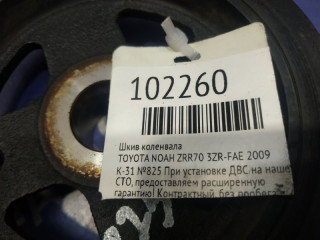 102260
Шкив коленвала
TOYOTA NOAH ZRR70 3ZR-FAE 2009
К-31 №825 При установке ДВС на наше
СТО, предоставляем расширенную
гарантию! Контрактный, без пробега